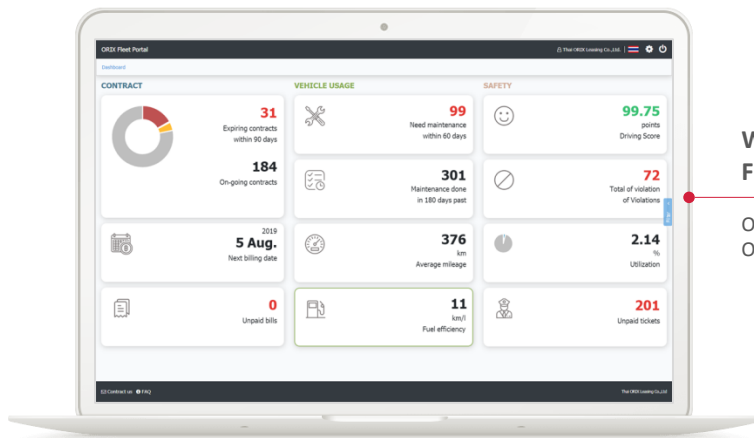 ORIX Fleet Portal
Thai ORIX Leasing Co.,Ltd.
Dashboard
CONTRACT
31
Expiring contracts
within 90 days
184
On-going contracts
2019
5 Aug.
Next billing date
0
Unpaid bills
VEHICLE USAGE
99
Need maintenance
within 60 days
301
Maintenance done
in 180 days past
376
km
Average mileage
11
km/l
Fuel efficiency
SAFETY
99.75
points
Driving Score
72
Total of violation
of Violations
2.14
%
Utilization
201
Unpaid tickets
Contact us
FAQ
Thai ORIX Leasing Co.,Ltd
W
F
O
O